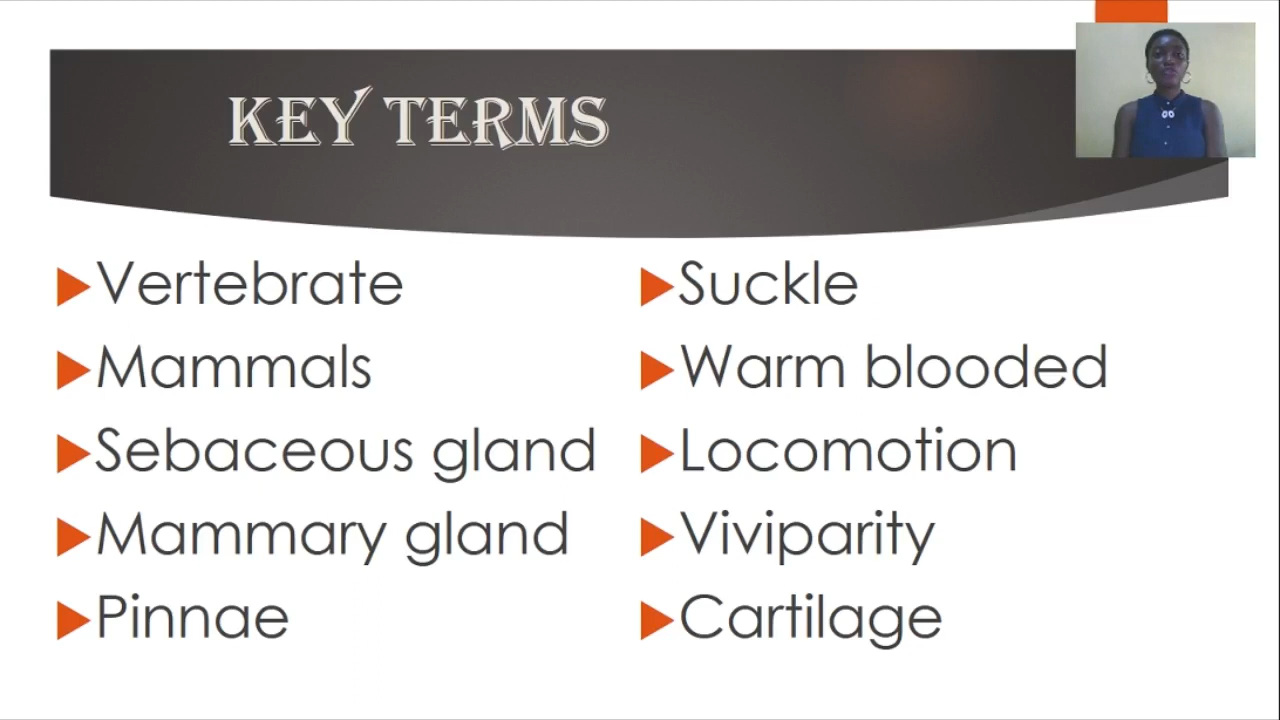 KEY TERMS
Vertebrate
Mammals
Sebaceous gland
Mammary gland
Pinnae
Suckle
Warm blooded
Locomotion
Viviparity
Cartilage